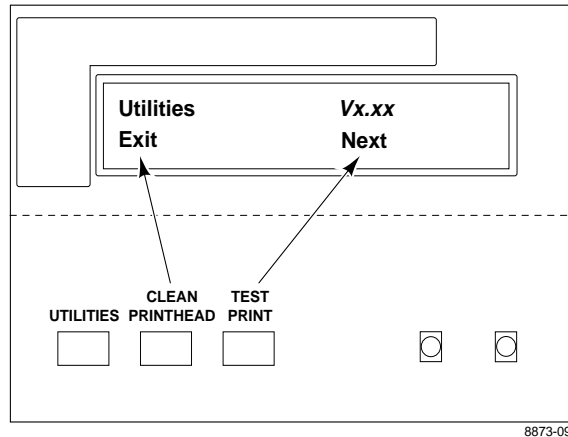 Utilities Vx.xx
Exit Next
CLEAN TEST
UTILITIES PRINTHEAD PRINT
8873-09